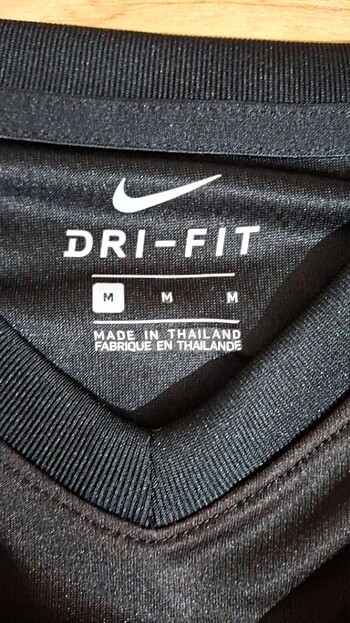 DRI-FIT
M M M
MADE IN THAILAND
FABRIQUE EN THAILANDE